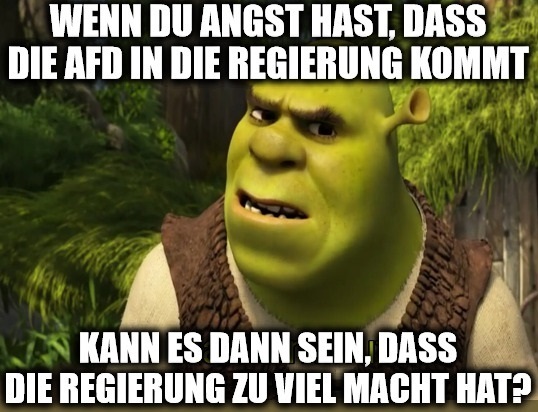 WENN DU ANGST HAST, DASS
DIE AFD IN DIE REGIERUNG KOMMT
KANN ES DANN SEIN, DASS
DIE REGIERUNG ZU VIEL MACHT HAT?